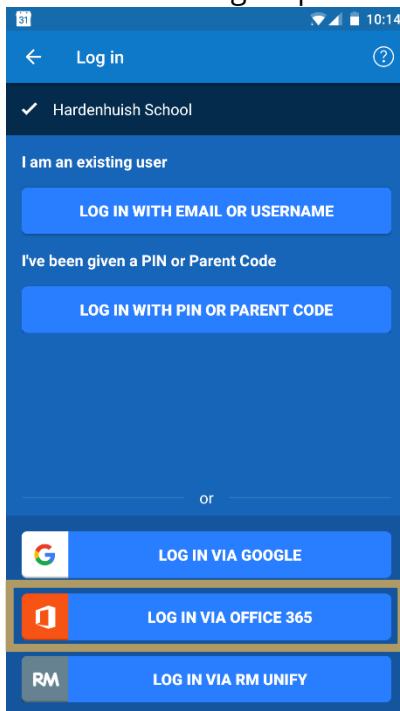 31
10:14
Log in
?
Hardenhuish School
I am an existing user
LOG IN WITH EMAIL OR USERNAME
I've been given a PIN or Parent Code
LOG IN WITH PIN OR PARENT CODE
or
G
LOG IN VIA GOOGLE
LOG IN VIA OFFICE 365
RM
LOG IN VIA RM UNIFY